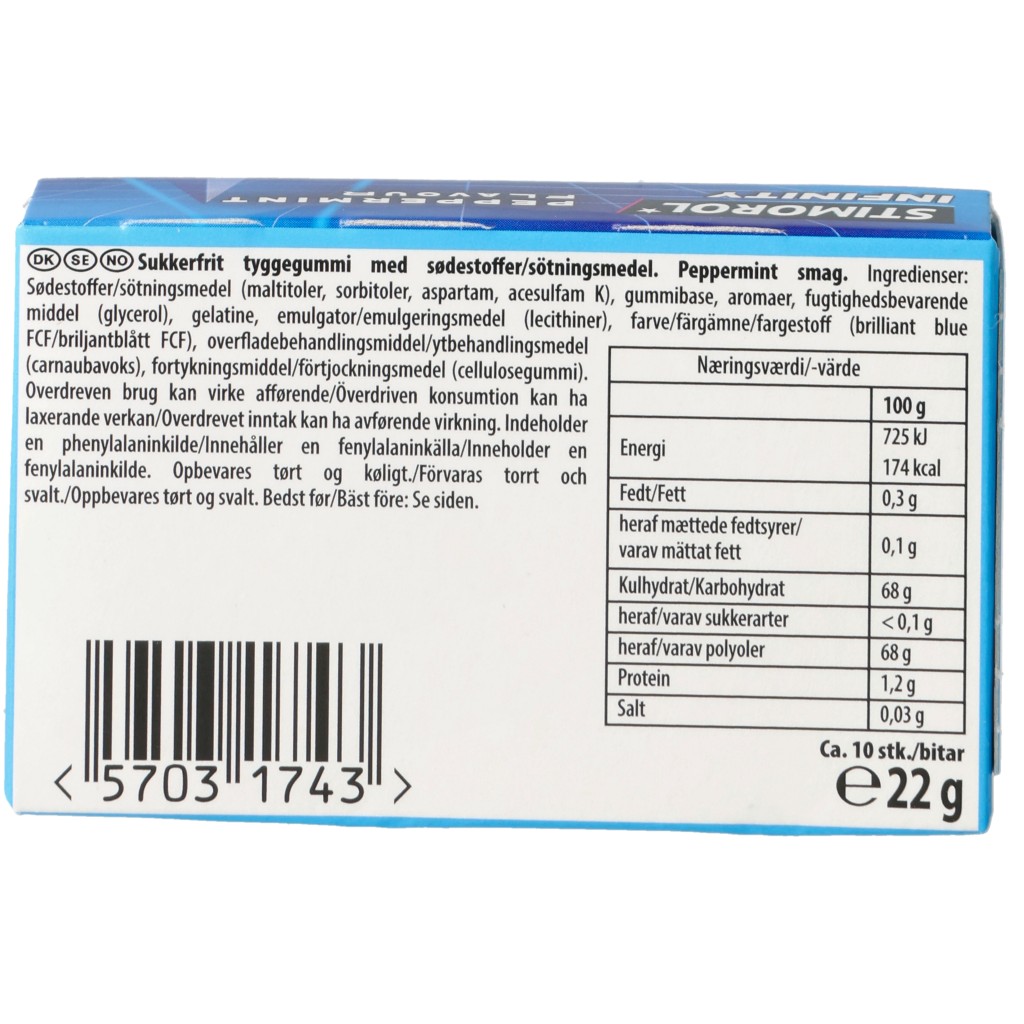 STIMOROL*
INFINITY
PEPPERMINT
FLAVOUR
DK SE NO Sukkerfrit tyggegummi med sødestoffer/sötningsmedel. Peppermint smag. Ingredienser:
Sødestoffer/sötningsmedel (maltitoler, sorbitoler, aspartam, acesulfam K), gummibase, aromaer, fugtighedsbevarende
middel (glycerol), gelatine, emulgator/emulgeringsmedel (lecithiner), farve/färgämne/fargestoff (brilliant blue
FCF/briljantblått FCF), overfladebehandlingsmiddel/ytbehandlingsmedel
(carnaubavoks), fortykningsmiddel/förtjockningsmedel (cellulosegummi).
Overdreven brug kan virke afførende/Överdriven konsumtion kan ha
laxerande verkan/Overdrevet inntak kan ha avførende virkning. Indeholder
en phenylalaninkilde/Innehåller en fenylalaninkälla/Inneholder en
fenylalaninkilde. Opbevares tørt og køligt./Förvaras torrt och
svalt./Oppbevares tørt og svalt. Bedst før/Bäst före: Se siden.
Næringsværdi/-värde
100 g
Energi 725 kJ
174 kcal
Fedt/Fett 0,3 g
heraf mættede fedtsyrer/
varav mättat fett 0,1 g
Kulhydrat/Karbohydrat 68 g
heraf/varav sukkerarter <0,1 g
heraf/varav polyoler 68 g
Protein 1,2 g
Salt 0,03 g
Ca. 10 stk./bitar
℮ 22 g
< 5703 1743 >